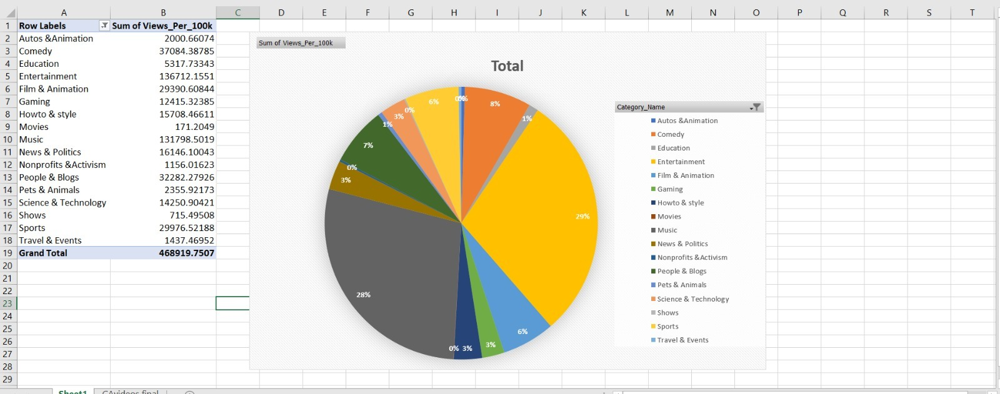 A B C D E F G H I J K L M N O P Q R S T
1 Row Labels Sum of Views_Per_100k
2 Autos &Animation 2000.66074
3 Comedy 37084.38785
4 Education 5317.73343
5 Entertainment 136712.1551
6 Film & Animation 29390.60844
7 Gaming 12415.32385
8 Howto & style 15708.46611
9 Movies 171.2049
10 Music 131798.5019
11 News & Politics 16146.10043
12 Nonprofits &Activism 1156.01623
13 People & Blogs 32282.27926
14 Pets & Animals 2355.92173
15 Science & Technology 14250.90421
16 Shows 715.49508
17 Sports 29976.52188
18 Travel & Events 1437.46952
19 Grand Total 468919.7507
20
21
22
23
24
25
26
27
28
29
Sum of Views_Per_100k
Total
0%
0%
8%
1%
29%
6%
3%
3%
0%
28%
3%
0%
7%
1%
3%
0%
6%
Category_Name
Autos &Animation
Comedy
Education
Entertainment
Film & Animation
Gaming
Howto & style
Movies
Music
News & Politics
Nonprofits &Activism
People & Blogs
Pets & Animals
Science & Technology
Shows
Sports
Travel & Events
Sheet1 CAvideos final